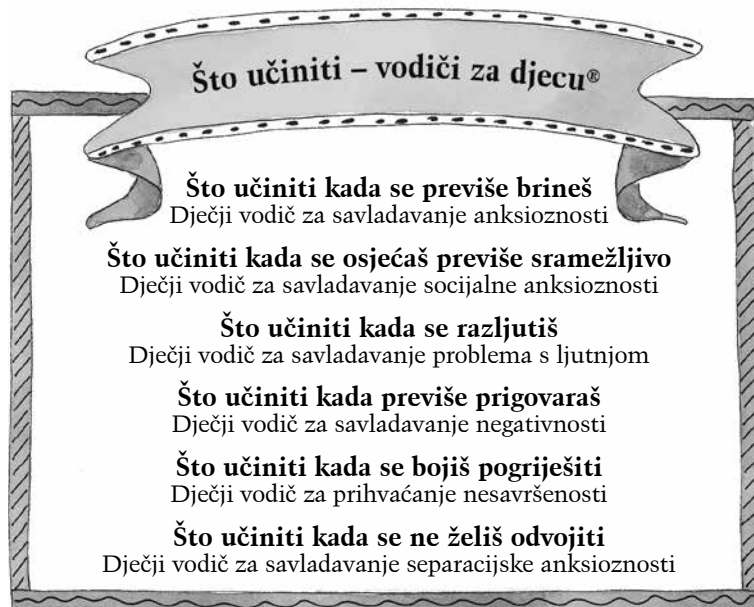 Što učiniti – vodiči za djecu®
Što učiniti kada se previše brineš
Dječji vodič za savladavanje anksioznosti
Što učiniti kada se osjećaš previše sramežljivo
Dječji vodič za savladavanje socijalne anksioznosti
Što učiniti kada se razljutiš
Dječji vodič za savladavanje problema s ljutnjom
Što učiniti kada previše prigovaraš
Dječji vodič za savladavanje negativnosti
Što učiniti kada se bojiš pogriješiti
Dječji vodič za prihvaćanje nesavršenosti
Što učiniti kada se ne želiš odvojiti
Dječji vodič za savladavanje separacijske anksioznosti